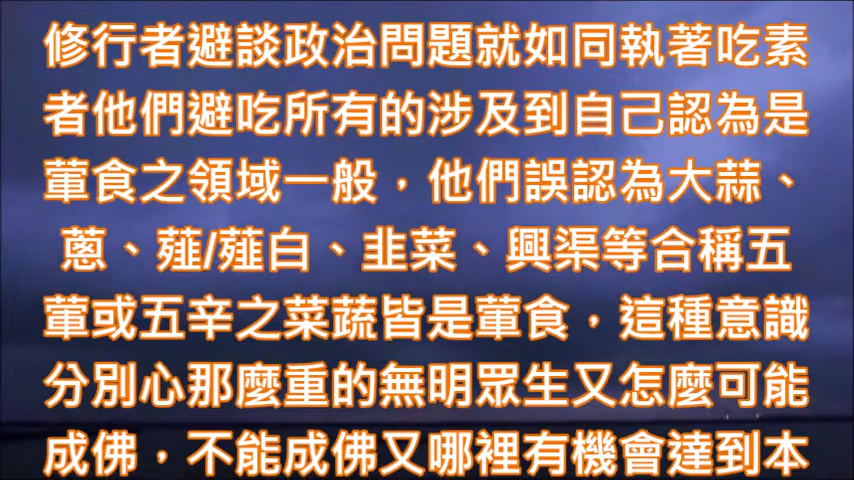 修行者避談政治問題就如同執著吃素
者他們避吃所有的涉及到自己認為是
葷食之領域一般，他們誤認為大蒜、
蔥、薤/薤白、韭菜、興渠等合稱五
葷或五辛之菜蔬皆是葷食，這種意識
分別心那麼重的無明眾生又怎麼可能
成佛，不能成佛又哪裡有機會達到本